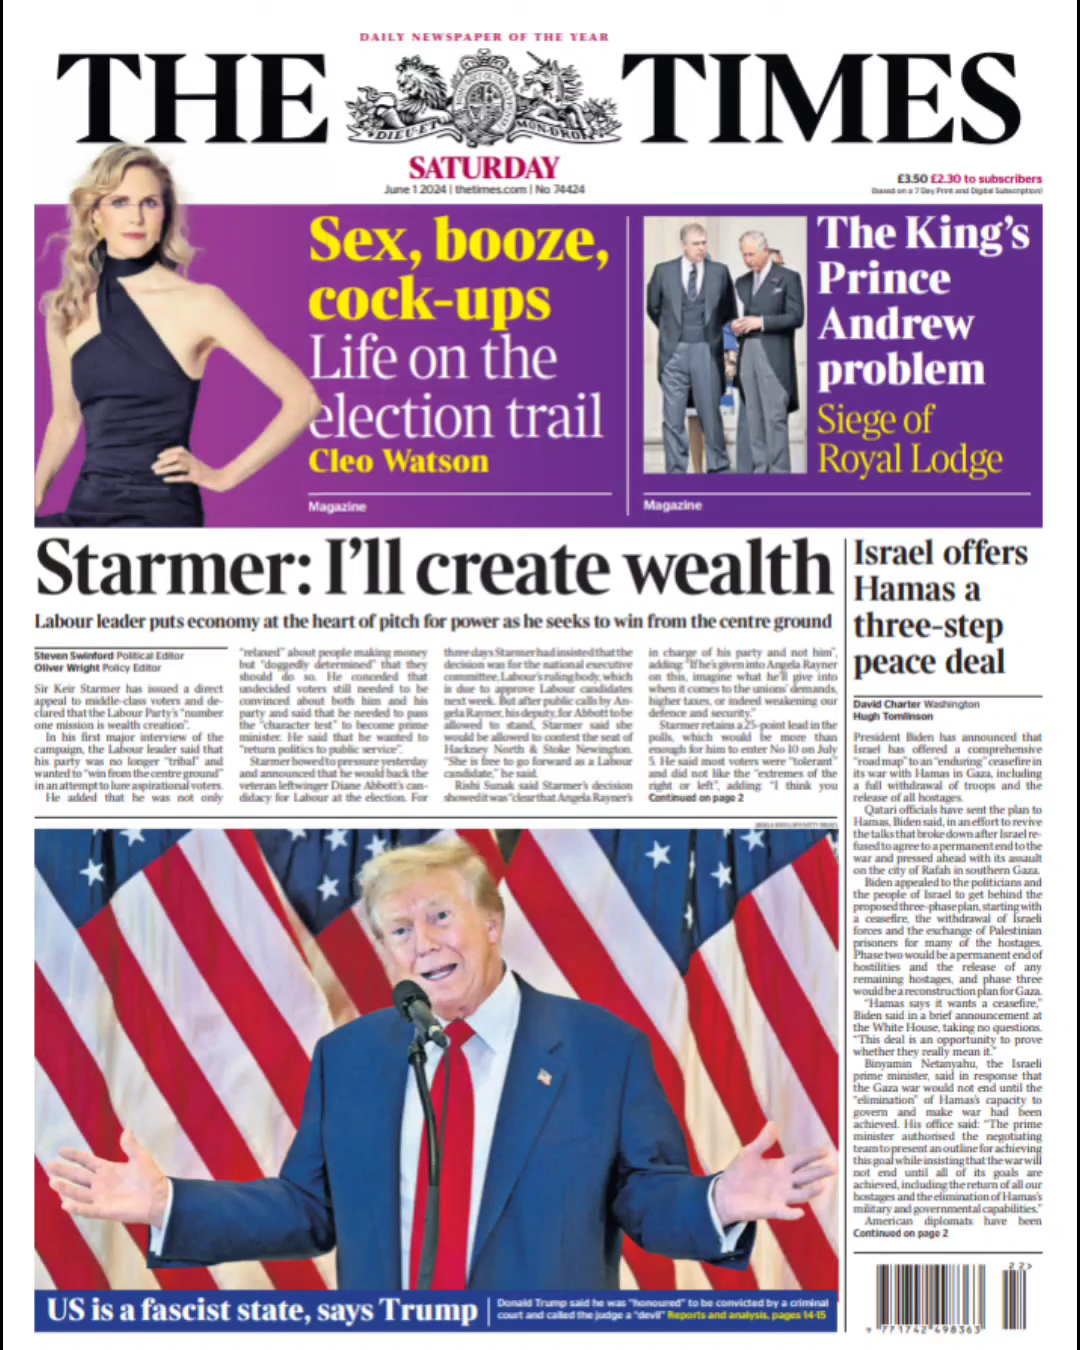 DAILY NEWSPAPER OF THE YEAR
THE TIMES
DIEU·ET MON·DROIT
SATURDAY
June 1 2024 | thetimes.com | No 74424
£3.50 £2.30 to subscribers
(based on a 7 Day Print and Digital Subscription)
Sex, booze,
cock-ups
Life on the
election trail
Cleo Watson
Magazine
The King's
Prince
Andrew
problem
Siege of
Royal Lodge
Magazine
Starmer: I'll create wealth
Labour leader puts economy at the heart of pitch for power as he seeks to win from the centre ground
Steven Swinford Political Editor
Oliver Wright Policy Editor
Sir Keir Starmer has issued a direct
appeal to middle-class voters and de-
clared that the Labour Party's “number
one mission is wealth creation”.
In his first major interview of the
campaign, the Labour leader said that
his party was no longer “tribal” and
wanted to “win from the centre ground”
in an attempt to lure aspirational voters.
He added that he was not only
“relaxed” about people making money
but “doggedly determined” that they
should do so. He conceded that
undecided voters still needed to be
convinced about both him and his
party and said that he needed to pass
the “character test” to become prime
minister. He said that he wanted to
“return politics to public service”.
Starmer bowed to pressure yesterday
and announced that he would back the
veteran leftwinger Diane Abbott's can-
didacy for Labour at the election. For
three days Starmer had insisted that the
decision was for the national executive
committee, Labour's ruling body, which
is due to approve Labour candidates
next week. But after public calls by An-
gela Rayner, his deputy, for Abbott to be
allowed to stand, Starmer said she
would be allowed to contest the seat of
Hackney North & Stoke Newington.
“She is free to go forward as a Labour
candidate,” he said.
Rishi Sunak said Starmer's decision
showed it was “clear that Angela Rayner's
in charge of his party and not him”,
adding: “If he's given into Angela Rayner
on this, imagine what he'll give into
when it comes to the unions' demands,
higher taxes, or indeed weakening our
defence and security.”
Starmer retains a 25-point lead in the
polls, which would be more than
enough for him to enter No 10 on July
5. He said most voters were “tolerant”
and did not like the “extremes of the
right or left”, adding: “I think you
Continued on page 2
Israel offers
Hamas a
three-step
peace deal
David Charter Washington
Hugh Tomlinson
President Biden has announced that
Israel has offered a comprehensive
“road map” to an “enduring” ceasefire in
its war with Hamas in Gaza, including
a full withdrawal of troops and the
release of all hostages.
Qatari officials have sent the plan to
Hamas, Biden said, in an effort to revive
the talks that broke down after Israel re-
fused to agree to a permanent end to the
war and pressed ahead with its assault
on the city of Rafah in southern Gaza.
Biden appealed to the politicians and
the people of Israel to get behind the
proposed three-phase plan, starting with
a ceasefire, the withdrawal of Israeli
forces and the exchange of Palestinian
prisoners for many of the hostages.
Phase two would be a permanent end of
hostilities and the release of any
remaining hostages, and phase three
would be a reconstruction plan for Gaza.
“Hamas says it wants a ceasefire,”
Biden said in a brief announcement at
the White House, taking no questions.
“This deal is an opportunity to prove
whether they really mean it.”
Binyamin Netanyahu, the Israeli
prime minister, said in response that
the Gaza war would not end until the
“elimination” of Hamas's capacity to
govern and make war had been
achieved. His office said: “The prime
minister authorised the negotiating
team to present an outline for achieving
this goal while insisting that the war will
not end until all of its goals are
achieved, including the return of all our
hostages and the elimination of Hamas's
military and governmental capabilities.”
American diplomats have been
Continued on page 2
US is a fascist state, says Trump
Donald Trump said he was “honoured” to be convicted by a criminal
court and called the judge a “devil” Reports and analysis, pages 14-15
22>
9 771742 498363